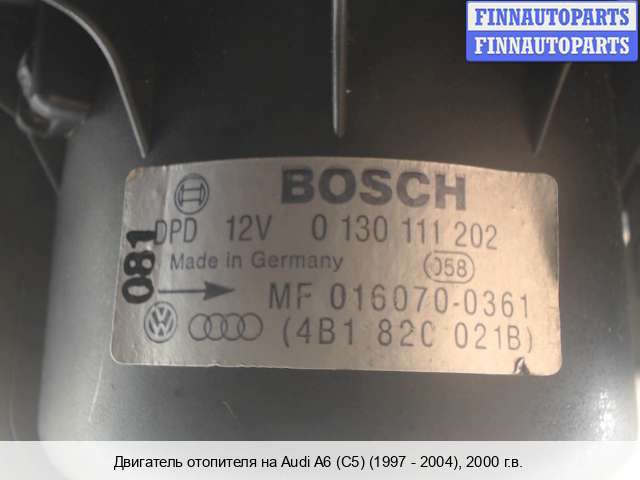 FINNAUTOPARTS
FINNAUTOPARTS
BOSCH
DPD 12V 0 130 111 202
081
Made in Germany 058
MF 016070-0361
(4B1 82C 021B)
Двигатель отопителя на Audi A6 (C5) (1997 - 2004), 2000 г.в.